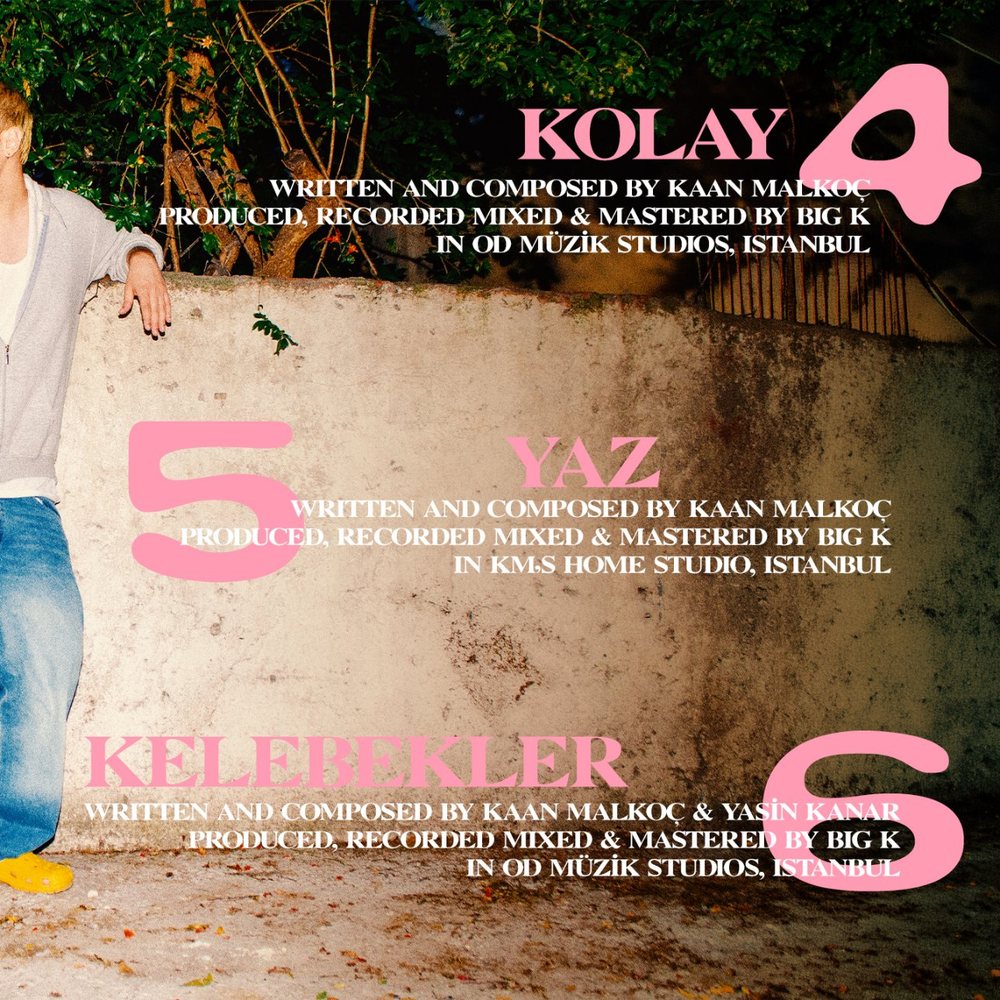 4
KOLAY
WRITTEN AND COMPOSED BY KAAN MALKOÇ
PRODUCED, RECORDED MIXED & MASTERED BY BIG K
IN OD MÜZİK STUDIOS, ISTANBUL
5
YAZ
WRITTEN AND COMPOSED BY KAAN MALKOÇ
PRODUCED, RECORDED MIXED & MASTERED BY BIG K
IN KM,S HOME STUDIO, ISTANBUL
6
KELEBEKLER
WRITTEN AND COMPOSED BY KAAN MALKOÇ & YASİN KANAR
PRODUCED, RECORDED MIXED & MASTERED BY BIG K
IN OD MÜZİK STUDIOS, ISTANBUL